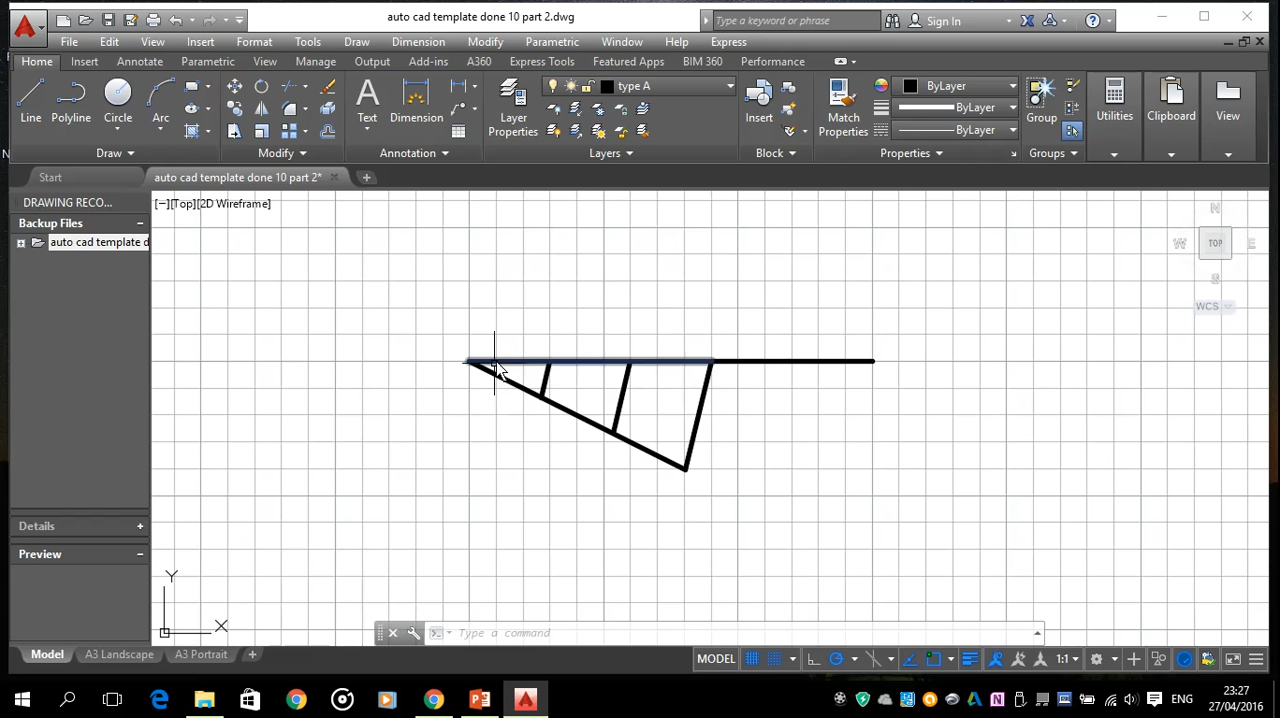 auto cad template done 10 part 2.dwg
Type a keyword or phrase
Sign In
File Edit View Insert Format Tools Draw Dimension Modify Parametric Window Help Express
Home Insert Annotate Parametric View Manage Output Add-ins A360 Express Tools Featured Apps BIM 360 Performance
Line Polyline Circle Arc
Text Dimension
Layer Properties
type A
Insert
Match Properties
ByLayer
ByLayer
ByLayer
Group
Utilities Clipboard View
Draw Modify Annotation Layers Block Properties Groups
Start auto cad template done 10 part 2*
DRAWING RECO...
Backup Files
auto cad template d
Details
Preview
[−][Top][2D Wireframe]
N
W TOP E
S
WCS
Y
X
Type a command
Model A3 Landscape A3 Portrait
MODEL
1:1
ENG
23:27
27/04/2016